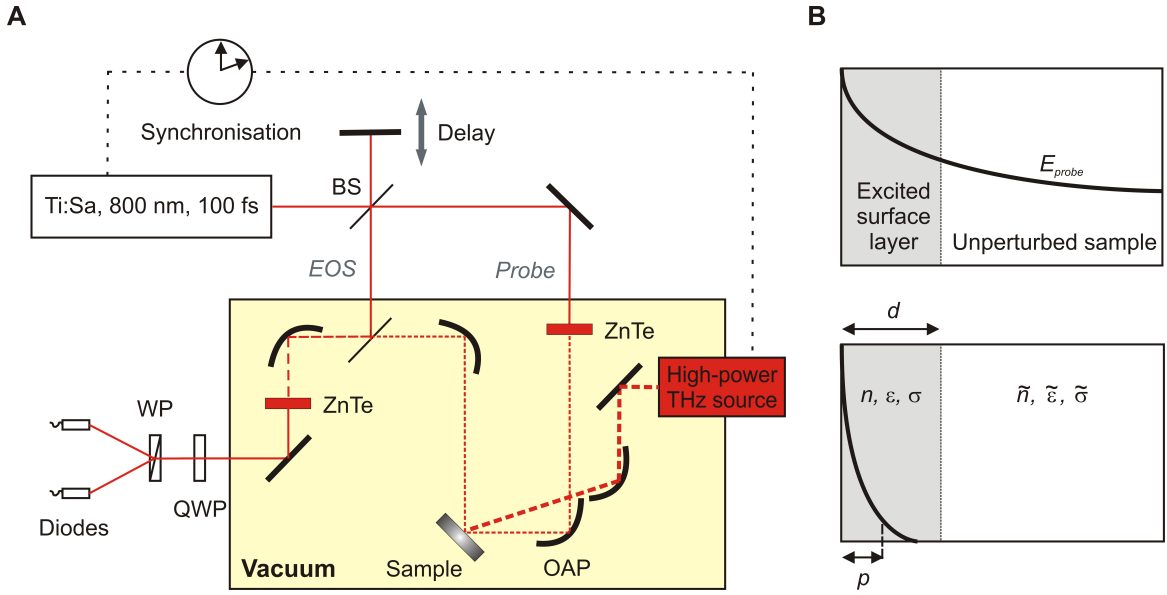 A
Synchronisation
Delay
BS
Ti:Sa, 800 nm, 100 fs
EOS
Probe
ZnTe
High-power
THz source
ZnTe
WP
QWP
Diodes
Vacuum
Sample
OAP
B
E probe
Excited
surface
layer
Unperturbed sample
d
n, ε, σ
ñ, ε̃, σ̃
p